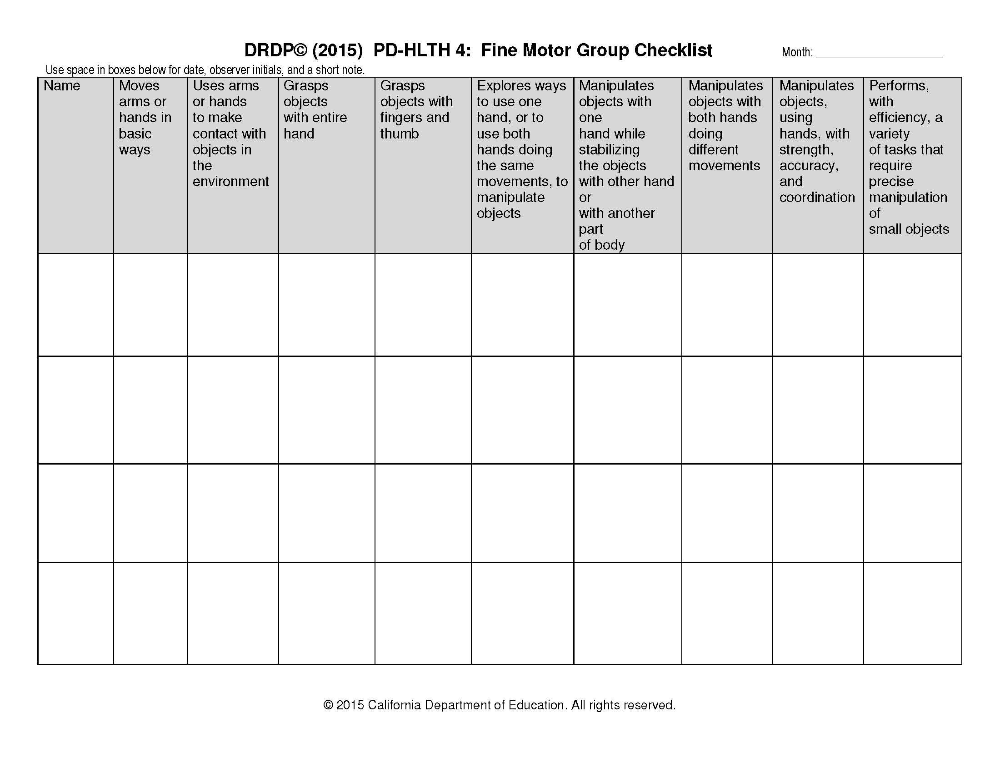 DRDP© (2015)  PD-HLTH 4:  Fine Motor Group Checklist
Month: ____________________
Use space in boxes below for date, observer initials, and a short note.
Name
Moves
arms or
hands in
basic
ways
Uses arms
or hands
to make
contact with
objects in
the
environment
Grasps
objects
with entire
hand
Grasps
objects with
fingers and
thumb
Explores ways
to use one
hand, or to
use both
hands doing
the same
movements, to
manipulate
objects
Manipulates
objects with
one
hand while
stabilizing
the objects
with other hand
or
with another
part
of body
Manipulates
objects with
both hands
doing
different
movements
Manipulates
objects,
using
hands, with
strength,
accuracy,
and
coordination
Performs,
with
efficiency, a
variety
of tasks that
require
precise
manipulation
of
small objects
© 2015 California Department of Education. All rights reserved.